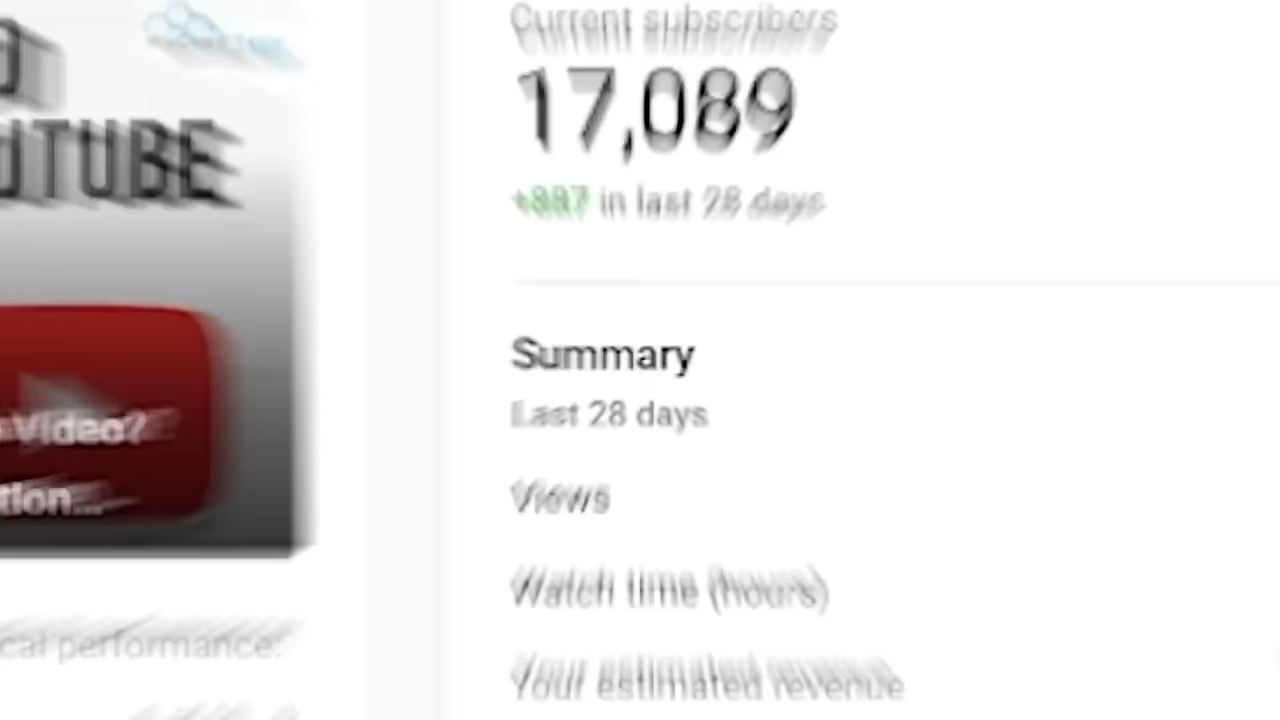 UTUBE
Video?
tion...
cal performance:
Current subscribers
17,089
+887 in last 28 days
Summary
Last 28 days
Views
Watch time (hours)
Your estimated revenue